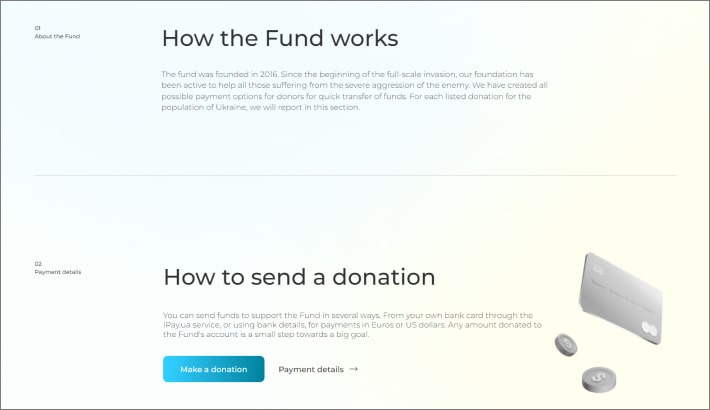 01
About the Fund
How the Fund works
The fund was founded in 2016. Since the beginning of the full-scale invasion, our foundation has
been active to help all those suffering from the severe aggression of the enemy. We have created all
possible payment options for donors for quick transfer of funds. For each listed donation for the
population of Ukraine, we will report in this section.
02
Payment details
How to send a donation
You can send funds to support the Fund in several ways. From your own bank card through the
IPay.ua service, or using bank details, for payments in Euros or US dollars. Any amount donated to
the Fund's account is a small step towards a big goal.
Make a donation
Payment details →